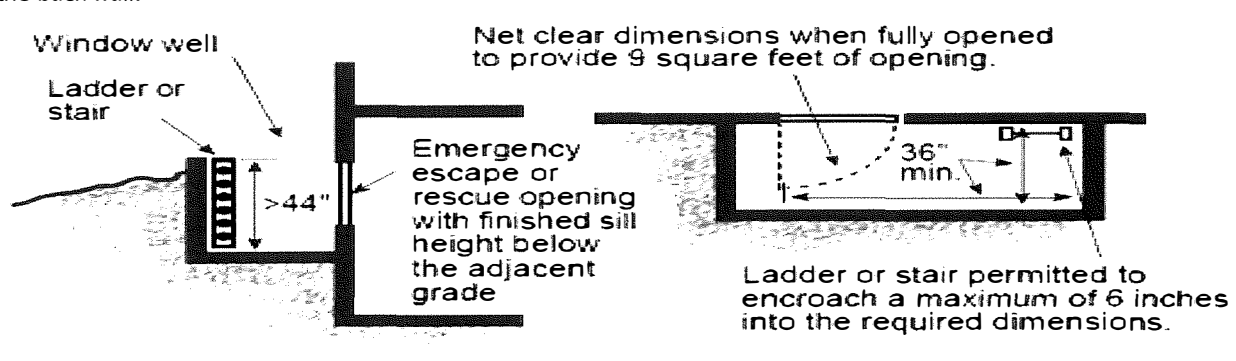 Window well
Ladder or
stair
>44"
Emergency
escape or
rescue opening
with finished sill
height below
the adjacent
grade
Net clear dimensions when fully opened
to provide 9 square feet of opening.
36"
min.
Ladder or stair permitted to
encroach a maximum of 6 inches
into the required dimensions.